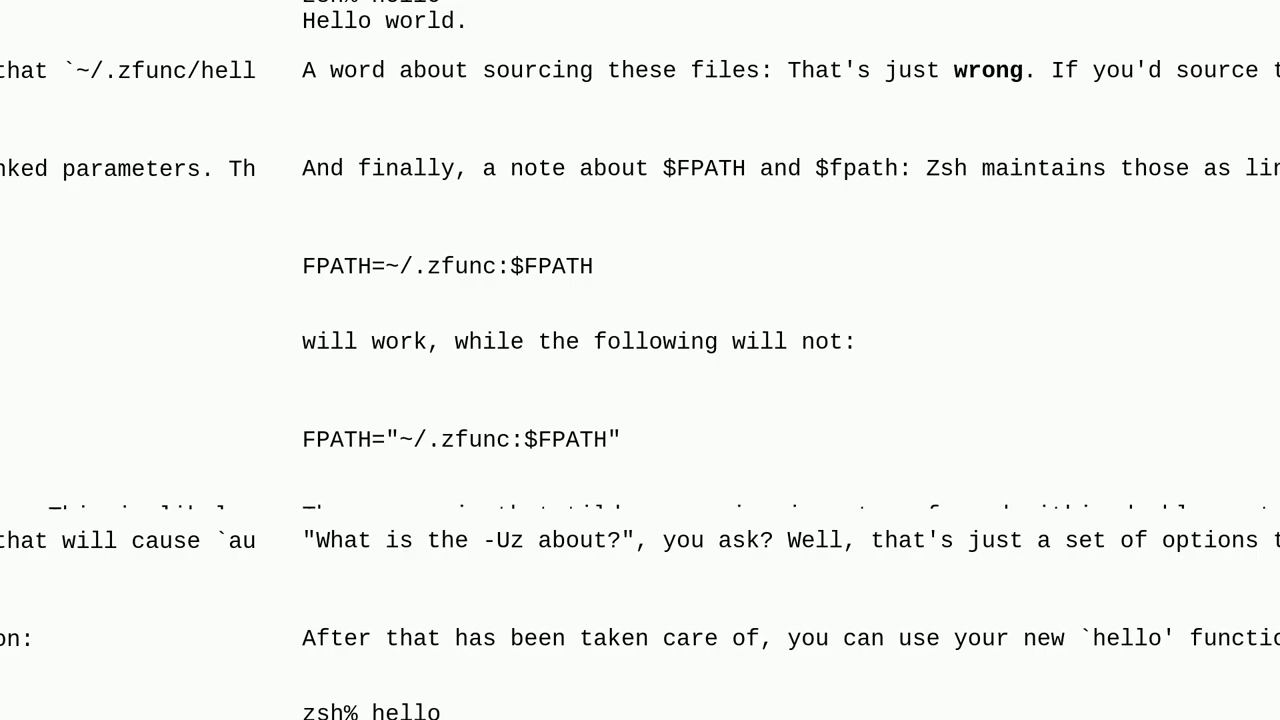 Hello world.
that `~/.zfunc/hell A word about sourcing these files: That's just wrong. If you'd source
nked parameters. Th And finally, a note about $FPATH and $fpath: Zsh maintains those as lin
FPATH=~/.zfunc:$FPATH
will work, while the following will not:
FPATH="~/.zfunc:$FPATH"
that will cause `au "What is the -Uz about?", you ask? Well, that's just a set of options
on: After that has been taken care of, you can use your new `hello' functio
zsh% hello